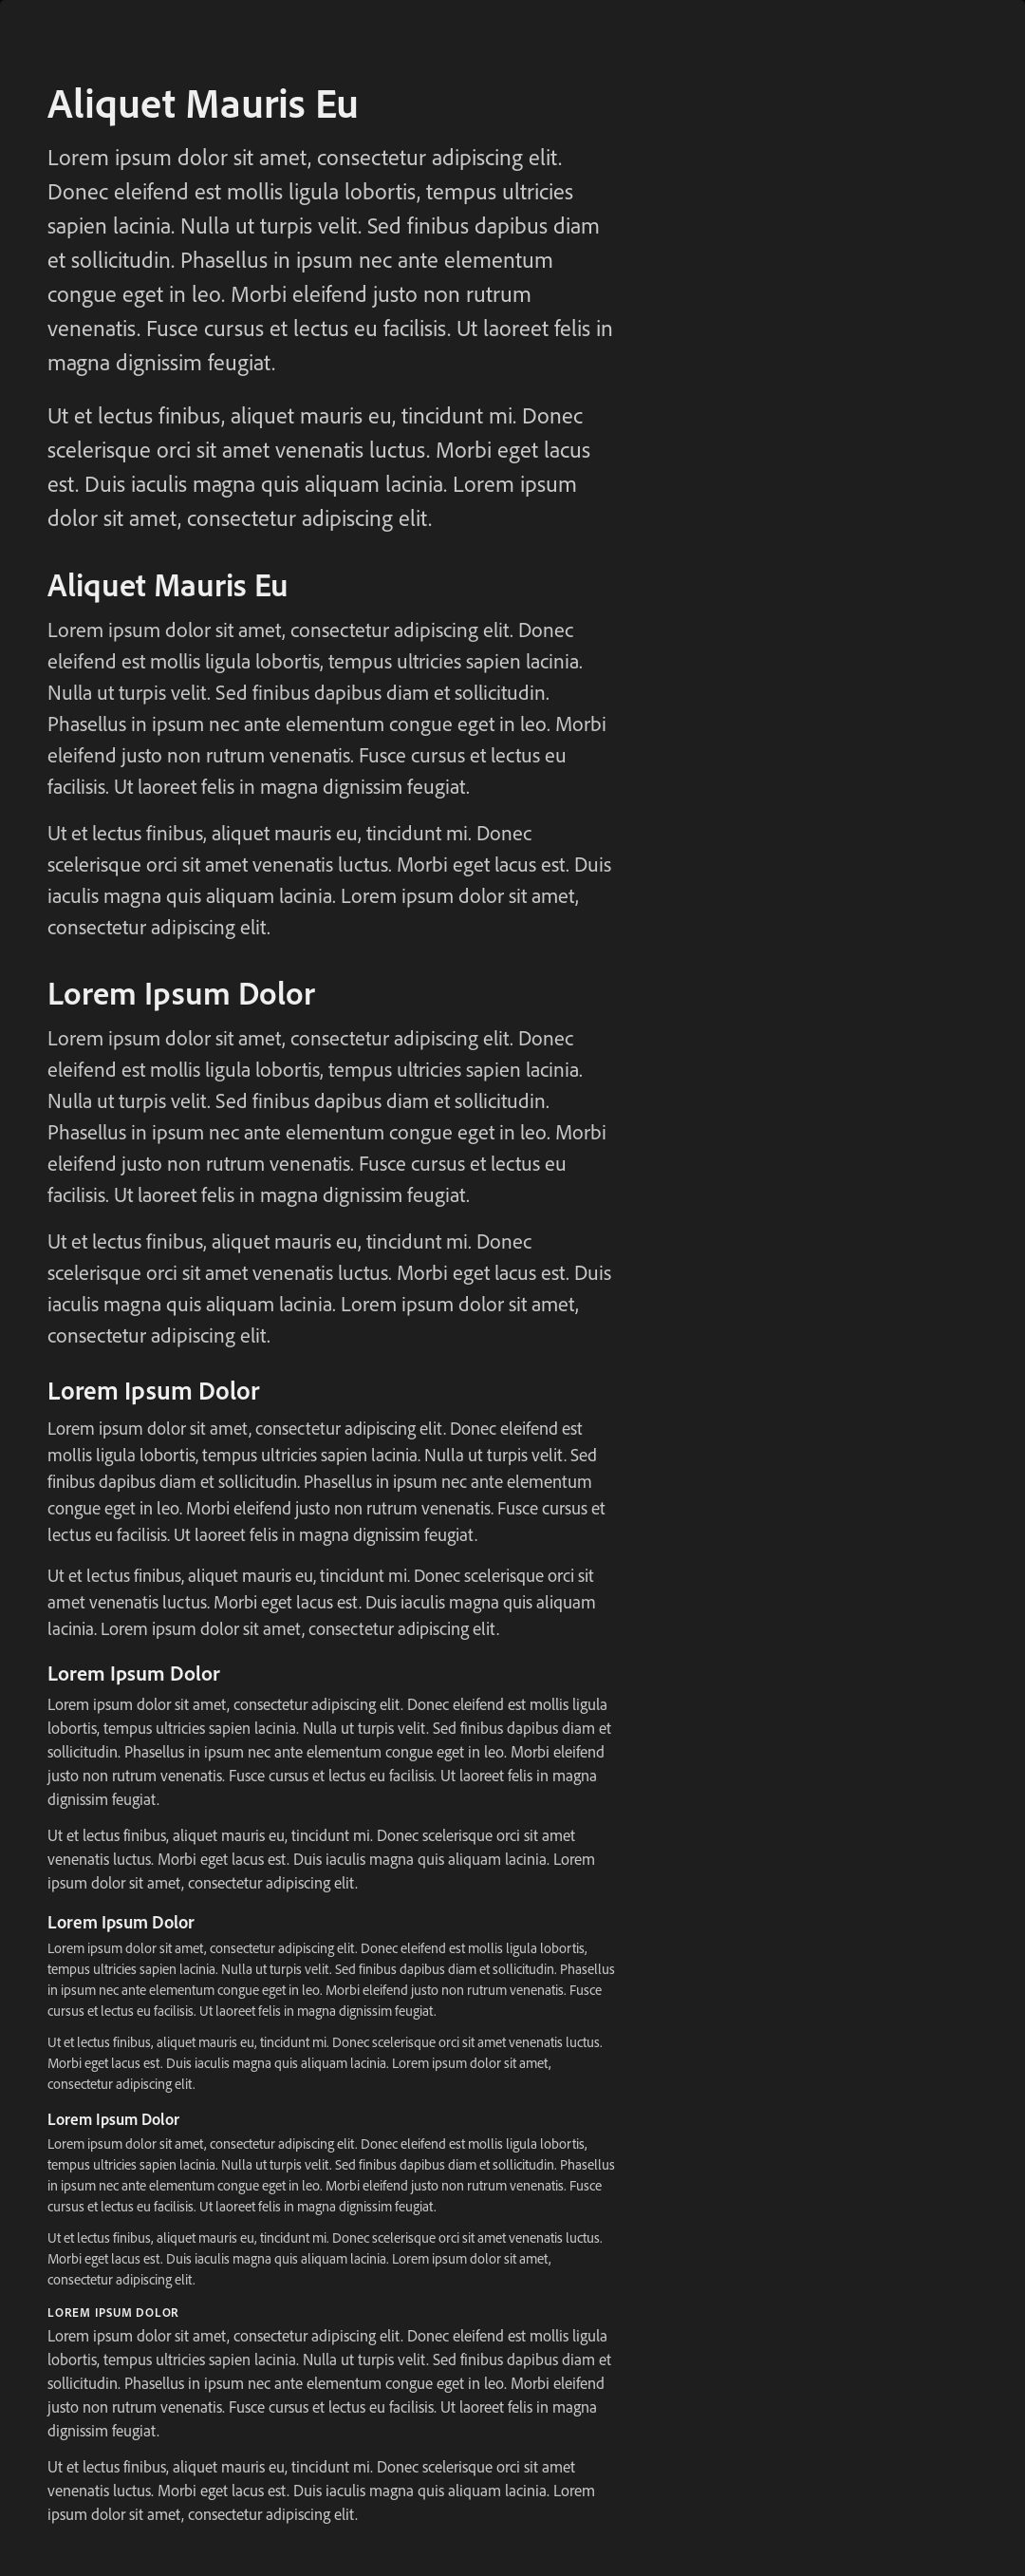 Aliquet Mauris Eu
Lorem ipsum dolor sit amet, consectetur adipiscing elit.
Donec eleifend est mollis ligula lobortis, tempus ultricies
sapien lacinia. Nulla ut turpis velit. Sed finibus dapibus diam
et sollicitudin. Phasellus in ipsum nec ante elementum
congue eget in leo. Morbi eleifend justo non rutrum
venenatis. Fusce cursus et lectus eu facilisis. Ut laoreet felis in
magna dignissim feugiat.
Ut et lectus finibus, aliquet mauris eu, tincidunt mi. Donec
scelerisque orci sit amet venenatis luctus. Morbi eget lacus
est. Duis iaculis magna quis aliquam lacinia. Lorem ipsum
dolor sit amet, consectetur adipiscing elit.
Aliquet Mauris Eu
Lorem ipsum dolor sit amet, consectetur adipiscing elit. Donec
eleifend est mollis ligula lobortis, tempus ultricies sapien lacinia.
Nulla ut turpis velit. Sed finibus dapibus diam et sollicitudin.
Phasellus in ipsum nec ante elementum congue eget in leo. Morbi
eleifend justo non rutrum venenatis. Fusce cursus et lectus eu
facilisis. Ut laoreet felis in magna dignissim feugiat.
Ut et lectus finibus, aliquet mauris eu, tincidunt mi. Donec
scelerisque orci sit amet venenatis luctus. Morbi eget lacus est. Duis
iaculis magna quis aliquam lacinia. Lorem ipsum dolor sit amet,
consectetur adipiscing elit.
Lorem Ipsum Dolor
Lorem ipsum dolor sit amet, consectetur adipiscing elit. Donec
eleifend est mollis ligula lobortis, tempus ultricies sapien lacinia.
Nulla ut turpis velit. Sed finibus dapibus diam et sollicitudin.
Phasellus in ipsum nec ante elementum congue eget in leo. Morbi
eleifend justo non rutrum venenatis. Fusce cursus et lectus eu
facilisis. Ut laoreet felis in magna dignissim feugiat.
Ut et lectus finibus, aliquet mauris eu, tincidunt mi. Donec
scelerisque orci sit amet venenatis luctus. Morbi eget lacus est. Duis
iaculis magna quis aliquam lacinia. Lorem ipsum dolor sit amet,
consectetur adipiscing elit.
Lorem Ipsum Dolor
Lorem ipsum dolor sit amet, consectetur adipiscing elit. Donec eleifend est
mollis ligula lobortis, tempus ultricies sapien lacinia. Nulla ut turpis velit. Sed
finibus dapibus diam et sollicitudin. Phasellus in ipsum nec ante elementum
congue eget in leo. Morbi eleifend justo non rutrum venenatis. Fusce cursus et
lectus eu facilisis. Ut laoreet felis in magna dignissim feugiat.
Ut et lectus finibus, aliquet mauris eu, tincidunt mi. Donec scelerisque orci sit
amet venenatis luctus. Morbi eget lacus est. Duis iaculis magna quis aliquam
lacinia. Lorem ipsum dolor sit amet, consectetur adipiscing elit.
Lorem Ipsum Dolor
Lorem ipsum dolor sit amet, consectetur adipiscing elit. Donec eleifend est mollis ligula
lobortis, tempus ultricies sapien lacinia. Nulla ut turpis velit. Sed finibus dapibus diam et
sollicitudin. Phasellus in ipsum nec ante elementum congue eget in leo. Morbi eleifend
justo non rutrum venenatis. Fusce cursus et lectus eu facilisis. Ut laoreet felis in magna
dignissim feugiat.
Ut et lectus finibus, aliquet mauris eu, tincidunt mi. Donec scelerisque orci sit amet
venenatis luctus. Morbi eget lacus est. Duis iaculis magna quis aliquam lacinia. Lorem
ipsum dolor sit amet, consectetur adipiscing elit.
Lorem Ipsum Dolor
Lorem ipsum dolor sit amet, consectetur adipiscing elit. Donec eleifend est mollis ligula lobortis,
tempus ultricies sapien lacinia. Nulla ut turpis velit. Sed finibus dapibus diam et sollicitudin. Phasellus
in ipsum nec ante elementum congue eget in leo. Morbi eleifend justo non rutrum venenatis. Fusce
cursus et lectus eu facilisis. Ut laoreet felis in magna dignissim feugiat.
Ut et lectus finibus, aliquet mauris eu, tincidunt mi. Donec scelerisque orci sit amet venenatis luctus.
Morbi eget lacus est. Duis iaculis magna quis aliquam lacinia. Lorem ipsum dolor sit amet,
consectetur adipiscing elit.
Lorem Ipsum Dolor
Lorem ipsum dolor sit amet, consectetur adipiscing elit. Donec eleifend est mollis ligula lobortis,
tempus ultricies sapien lacinia. Nulla ut turpis velit. Sed finibus dapibus diam et sollicitudin. Phasellus
in ipsum nec ante elementum congue eget in leo. Morbi eleifend justo non rutrum venenatis. Fusce
cursus et lectus eu facilisis. Ut laoreet felis in magna dignissim feugiat.
Ut et lectus finibus, aliquet mauris eu, tincidunt mi. Donec scelerisque orci sit amet venenatis luctus.
Morbi eget lacus est. Duis iaculis magna quis aliquam lacinia. Lorem ipsum dolor sit amet,
consectetur adipiscing elit.
LOREM IPSUM DOLOR
Lorem ipsum dolor sit amet, consectetur adipiscing elit. Donec eleifend est mollis ligula
lobortis, tempus ultricies sapien lacinia. Nulla ut turpis velit. Sed finibus dapibus diam et
sollicitudin. Phasellus in ipsum nec ante elementum congue eget in leo. Morbi eleifend
justo non rutrum venenatis. Fusce cursus et lectus eu facilisis. Ut laoreet felis in magna
dignissim feugiat.
Ut et lectus finibus, aliquet mauris eu, tincidunt mi. Donec scelerisque orci sit amet
venenatis luctus. Morbi eget lacus est. Duis iaculis magna quis aliquam lacinia. Lorem
ipsum dolor sit amet, consectetur adipiscing elit.